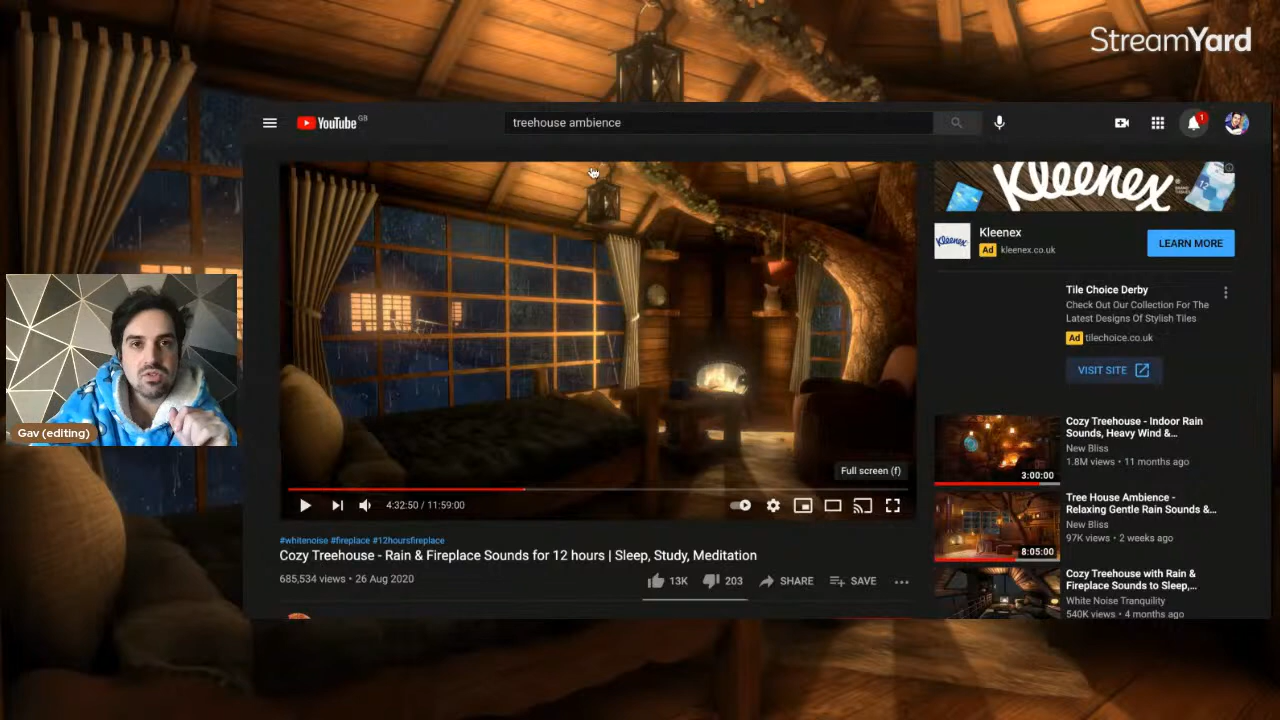 StreamYard
YouTube GB
treehouse ambience
1
Kleenex
BRAND
12
Kleenex
Kleenex
Ad kleenex.co.uk
LEARN MORE
Tile Choice Derby
Check Out Our Collection For The
Latest Designs Of Stylish Tiles
Ad tilechoice.co.uk
VISIT SITE
Gav (editing)
Full screen (f)
4:32:50 / 11:59:00
#whitenoise #fireplace #12hoursfireplace
Cozy Treehouse - Rain & Fireplace Sounds for 12 hours | Sleep, Study, Meditation
685,534 views • 26 Aug 2020
13K
203
SHARE
SAVE
3:00:00
Cozy Treehouse - Indoor Rain
Sounds, Heavy Wind &...
New Bliss
1.8M views • 11 months ago
8:05:00
Tree House Ambience -
Relaxing Gentle Rain Sounds &...
New Bliss
97K views • 2 weeks ago
Cozy Treehouse with Rain &
Fireplace Sounds to Sleep,...
White Noise Tranquility
540K views • 4 months ago